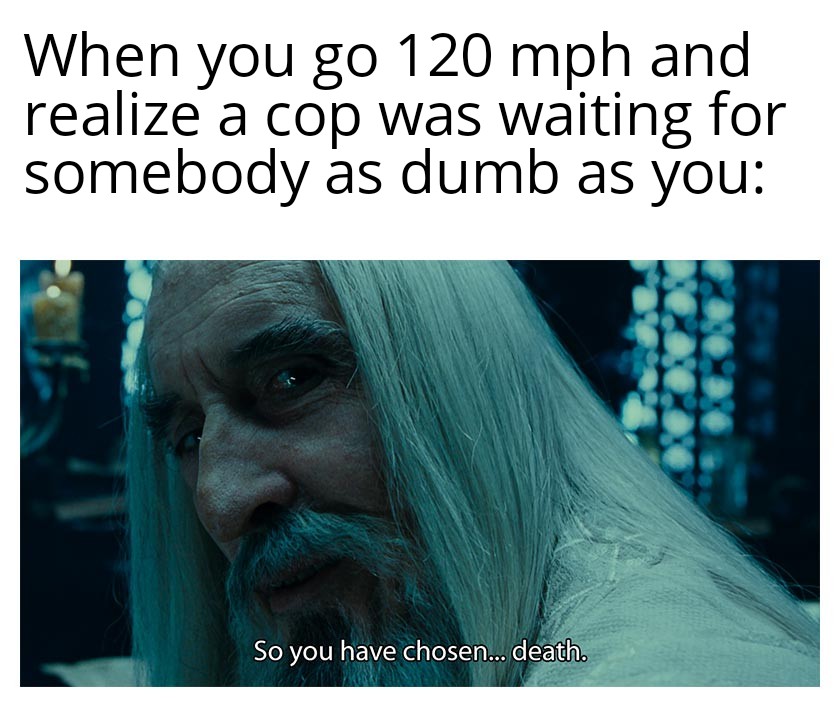 When you go 120 mph and
realize a cop was waiting for
somebody as dumb as you:
So you have chosen... death.